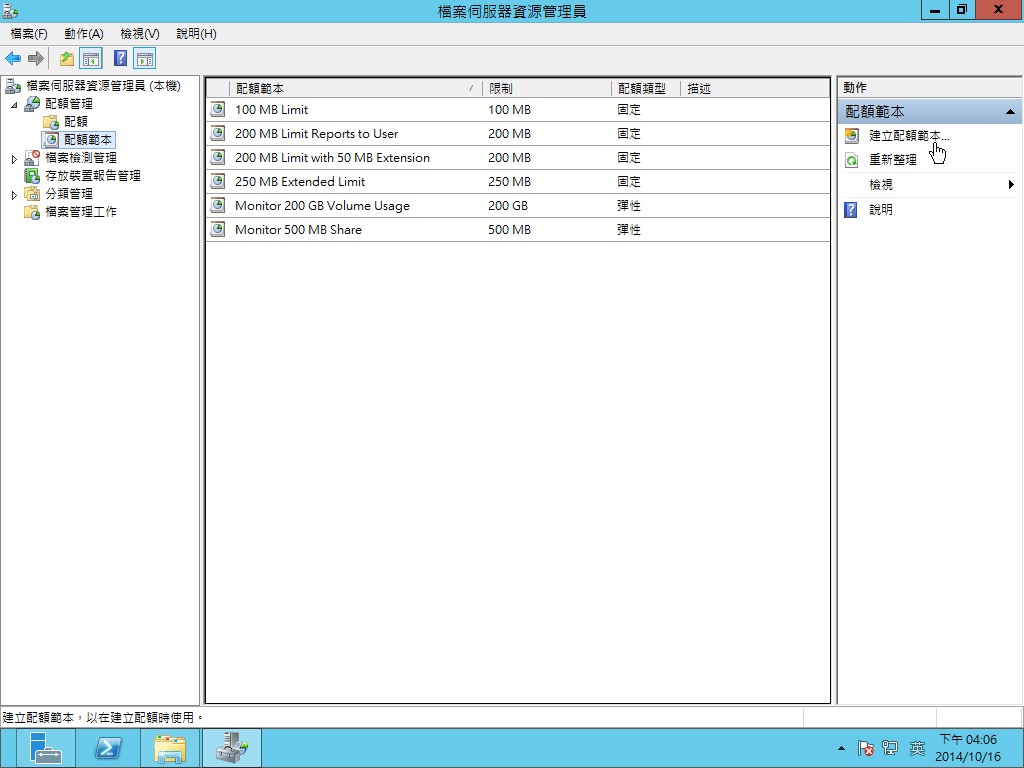 檔案伺服器資源管理員
檔案(F) 動作(A) 檢視(V) 說明(H)
檔案伺服器資源管理員 (本機)
配額管理
配額
配額範本
檔案檢測管理
存放裝置報告管理
分類管理
檔案管理工作
配額範本 限制 配額類型 描述
100 MB Limit 100 MB 固定
200 MB Limit Reports to User 200 MB 固定
200 MB Limit with 50 MB Extension 200 MB 固定
250 MB Extended Limit 250 MB 固定
Monitor 200 GB Volume Usage 200 GB 彈性
Monitor 500 MB Share 500 MB 彈性
動作
配額範本
建立配額範本...
重新整理
檢視
說明
建立配額範本，以在建立配額時使用。
英
下午 04:06
2014/10/16